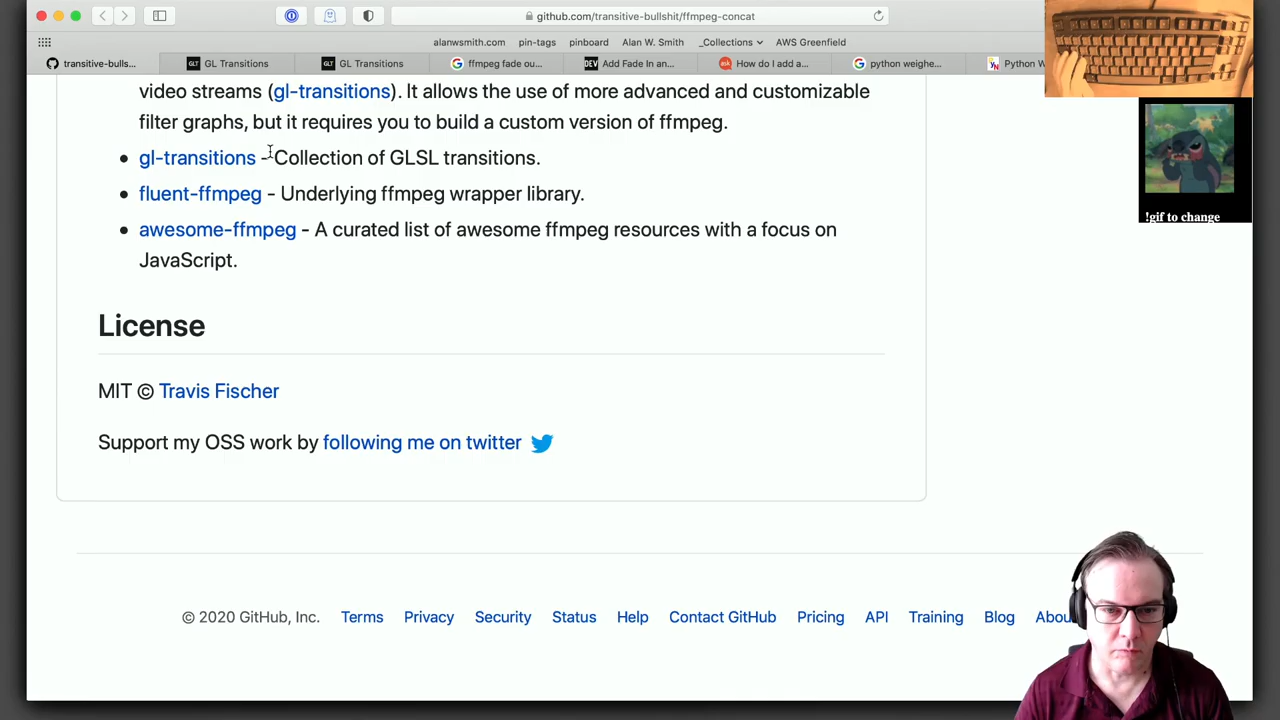 github.com/transitive-bullshit/ffmpeg-concat
alanwsmith.com pin-tags pinboard Alan W. Smith _Collections AWS Greenfield
transitive-bulls... GLT GL Transitions GLT GL Transitions G ffmpeg fade ou... DEV Add Fade In an... ask How do I add a... G python weighe... Python W
video streams (gl-transitions). It allows the use of more advanced and customizable
filter graphs, but it requires you to build a custom version of ffmpeg.
• gl-transitions - Collection of GLSL transitions.
• fluent-ffmpeg - Underlying ffmpeg wrapper library.
• awesome-ffmpeg - A curated list of awesome ffmpeg resources with a focus on
JavaScript.
!gif to change
License
MIT © Travis Fischer
Support my OSS work by following me on twitter
© 2020 GitHub, Inc. Terms Privacy Security Status Help Contact GitHub Pricing API Training Blog Abou